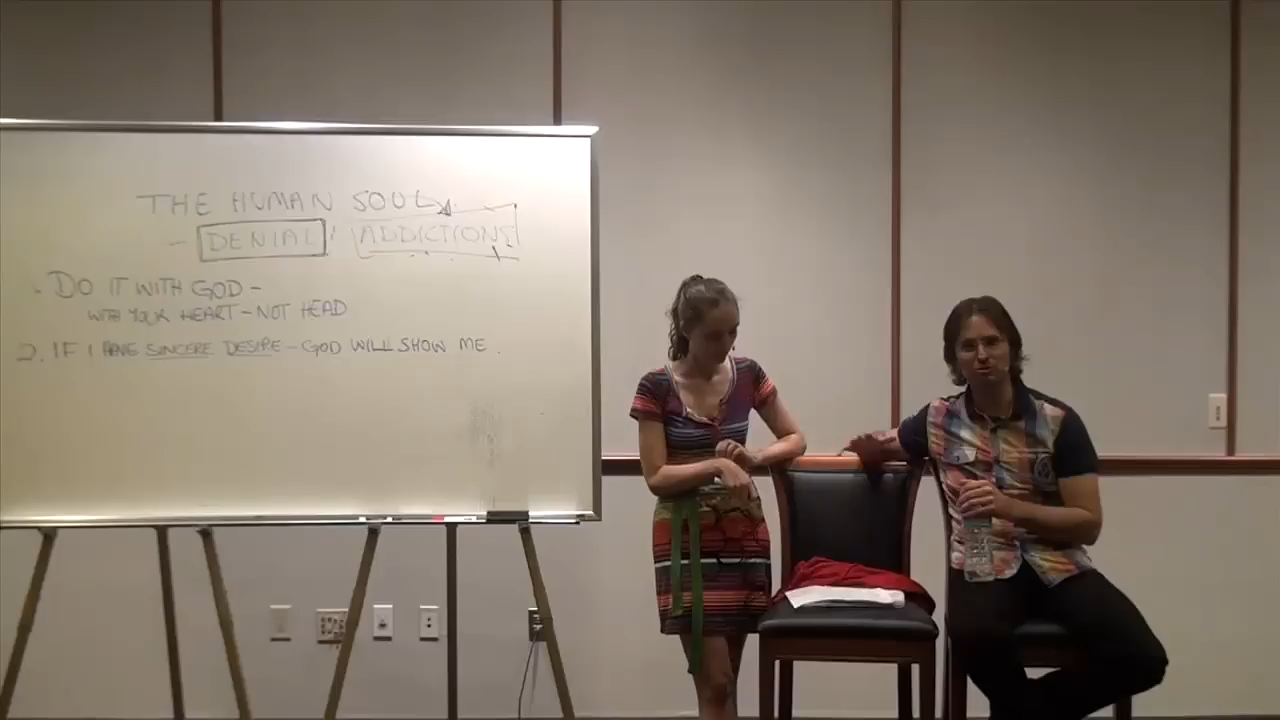 THE HUMAN SOUL
- DENIAL / ADDICTIONS
. DO IT WITH GOD -
WITH YOUR HEART - NOT HEAD
2. IF I HAVE SINCERE DESIRE - GOD WILL SHOW ME.